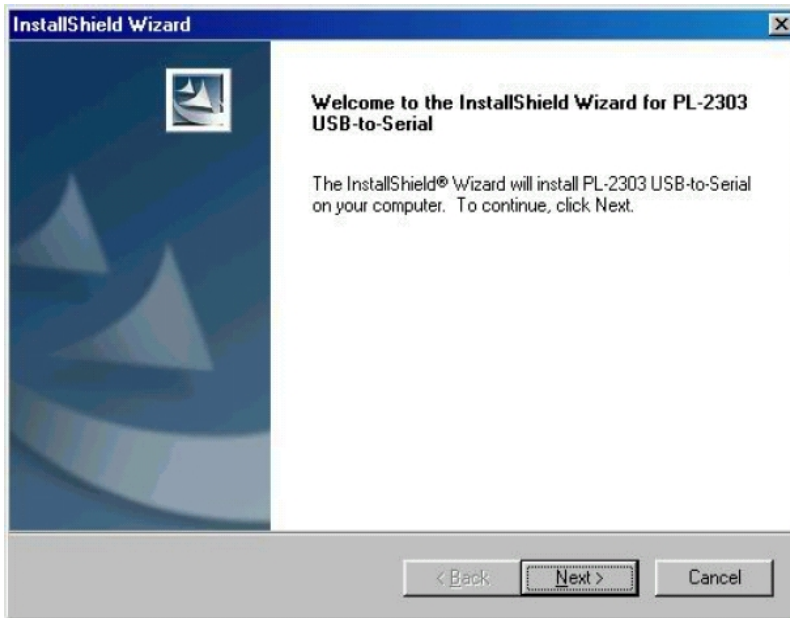 InstallShield Wizard
Welcome to the InstallShield Wizard for PL-2303
USB-to-Serial
The InstallShield® Wizard will install PL-2303 USB-to-Serial
on your computer. To continue, click Next.
< Back Next > Cancel